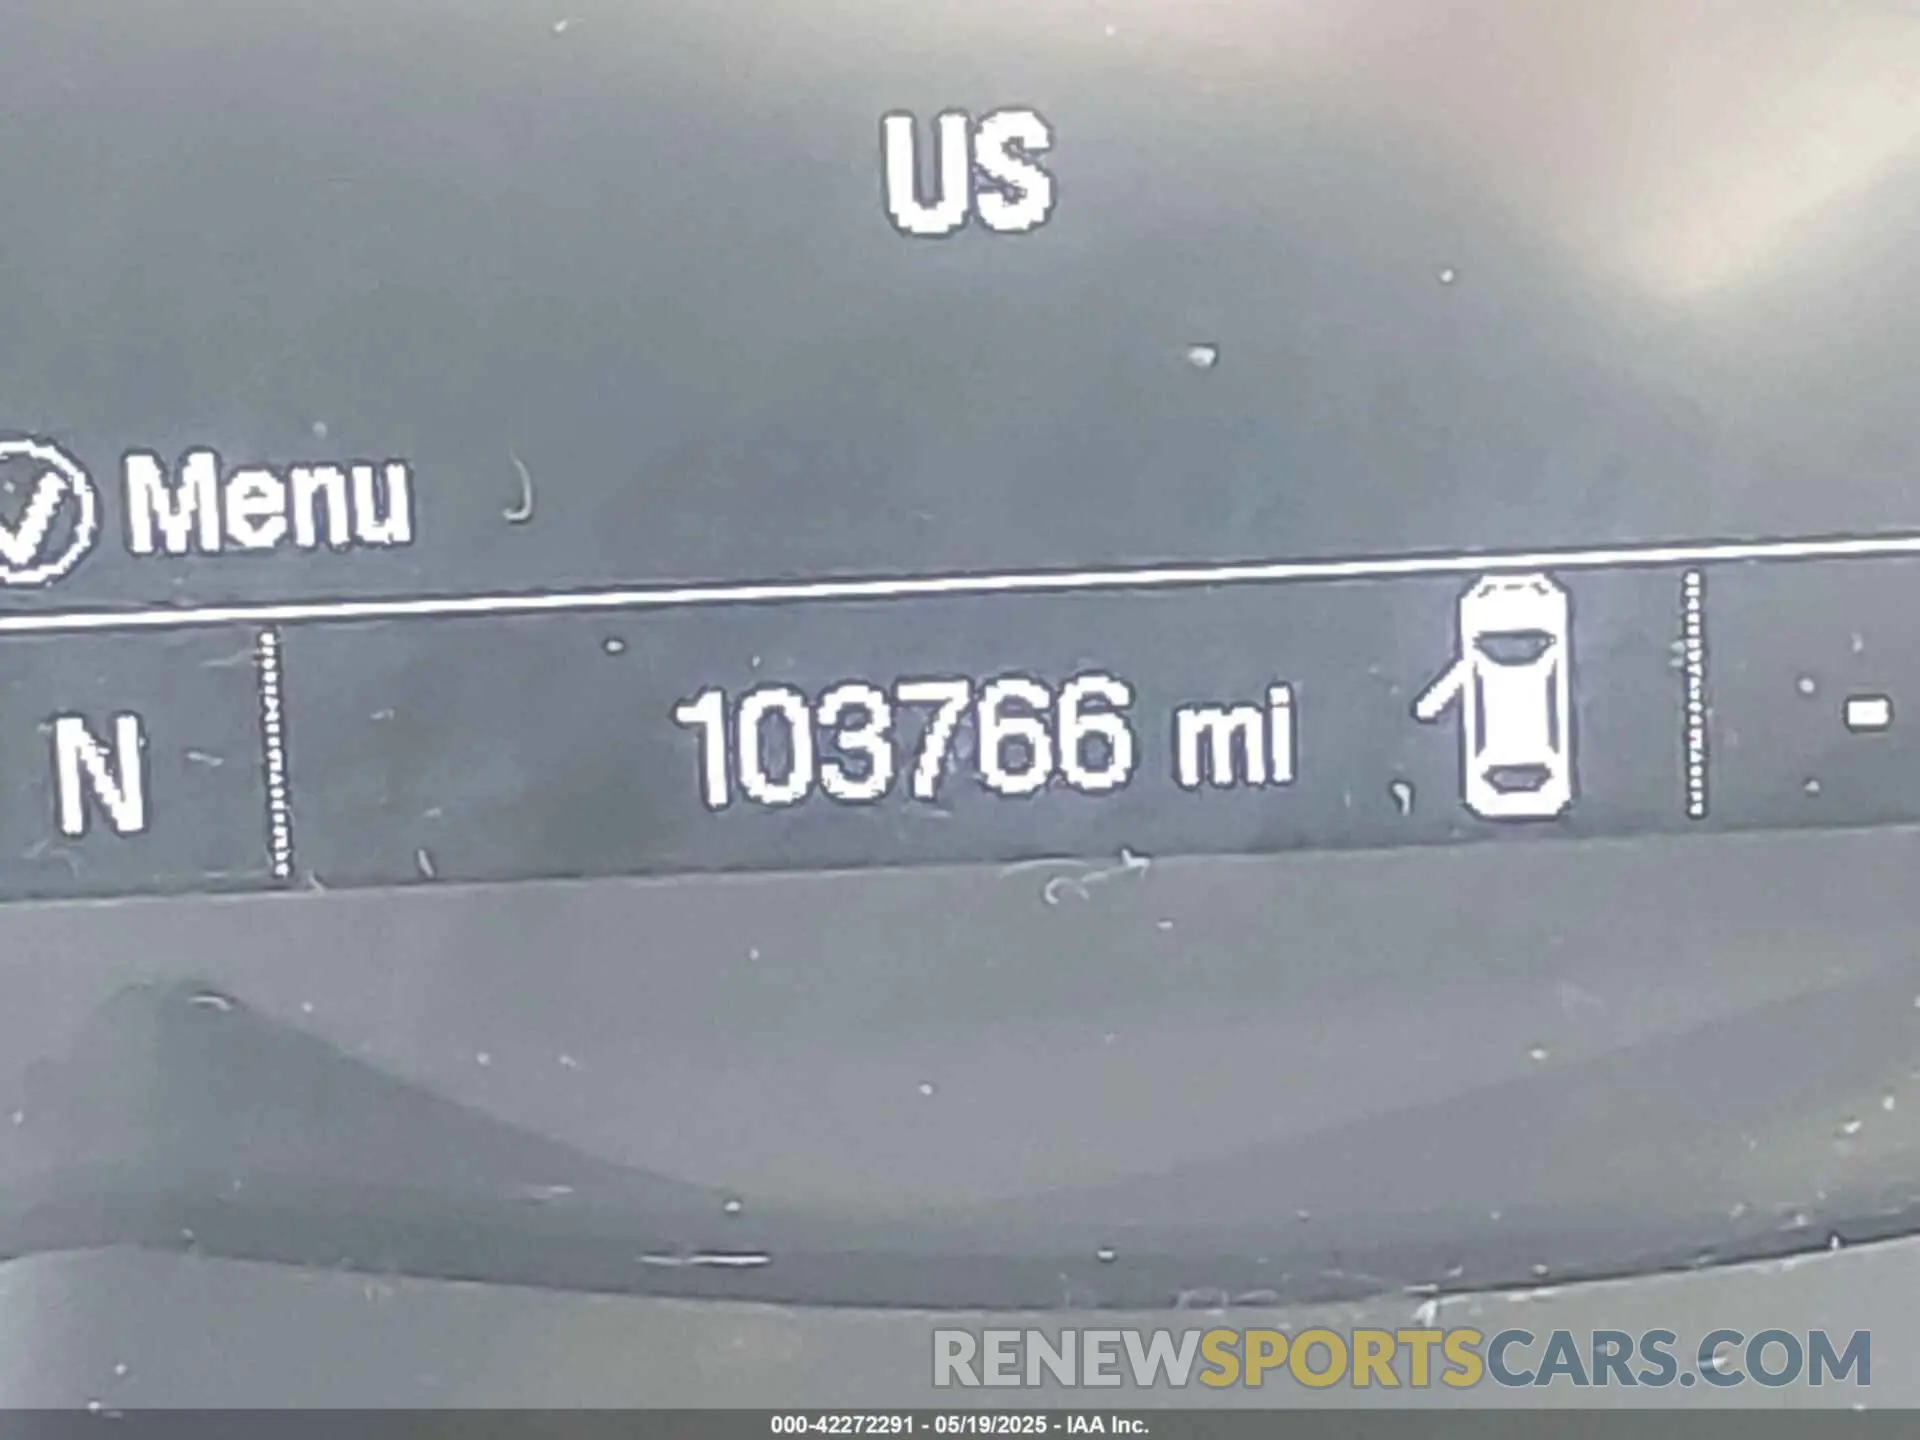 US
Menu
N 103766 mi -
RENEWSPORTSCARS.COM
000-42272291 - 05/19/2025 - IAA Inc.